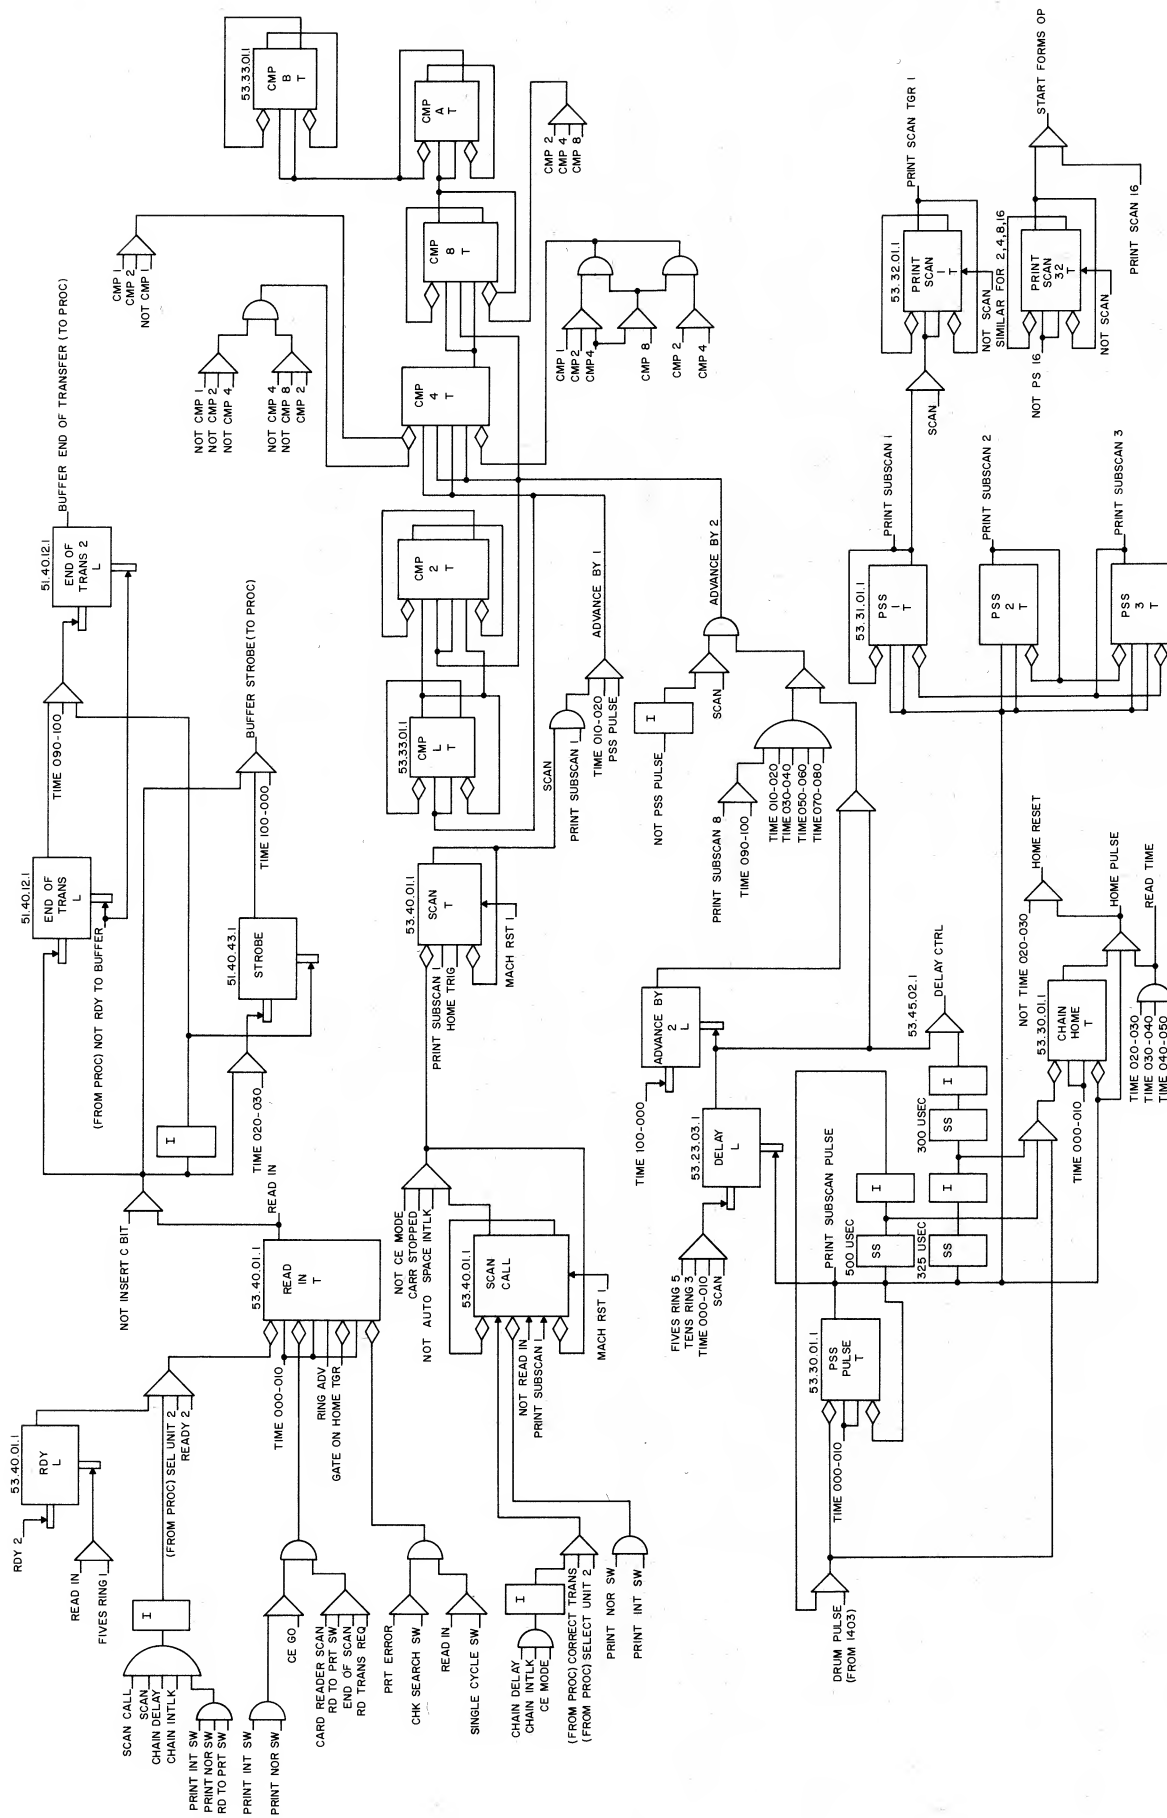 53.33.01.1
CMP
B
T
CMP
A
T
CMP 2
CMP 4
CMP 8
CMP
8
T
CMP 1
CMP 2
NOT CMP 1
NOT CMP 1
NOT CMP 2
NOT CMP 4
NOT CMP 4
NOT CMP 8
CMP 2
CMP
4
T
CMP 1
CMP 2
CMP 4
CMP 8
CMP 2
CMP 4
BUFFER END OF TRANSFER (TO PROC)
51.40.12.1
END OF
TRANS 2
L
TIME 090-100
51.40.12.1
END OF
TRANS
L
(FROM PROC) NOT RDY TO BUFFER
BUFFER STROBE (TO PROC)
TIME 100-000
51.40.43.1
STROBE
TIME 020-030
I
NOT INSERT C BIT
READ IN
53.40.01.1
READ
IN
T
TIME 000-010
RING ADV
GATE ON HOME TGR
53.40.01.1
RDY
L
RDY 2
READ IN
FIVES RING 1
(FROM PROC) SEL UNIT 2
READY 2
I
SCAN CALL
SCAN
CHAIN DELAY
CHAIN INTLK
PRINT INT SW
PRINT NOR SW
RD TO PRT SW
PRINT INT SW
PRINT NOR SW
CE GO
CARD READER SCAN
RD TO PRT SW
END OF SCAN
RD TRANS REQ
PRT ERROR
CHK SEARCH SW
READ IN
SINGLE CYCLE SW
CMP
2
T
53.33.01.1
CMP
L
T
ADVANCE BY 1
TIME 010-020
PSS PULSE
SCAN
PRINT SUBSCAN 1
53.40.01.1
SCAN
T
PRINT SUBSCAN 1
HOME TRIG
MACH RST 1
NOT CE MODE
CARR STOPPED
NOT AUTO SPACE INTLK
53.40.01.1
SCAN
CALL
NOT READ IN
PRINT SUBSCAN 1
MACH RST 1
I
CHAIN DELAY
CHAIN INTLK
CE MODE
(FROM PROC) CORRECT TRANS
(FROM PROC) SELECT UNIT 2
PRINT NOR SW
PRINT INT SW
ADVANCE BY 2
I
NOT PSS PULSE
SCAN
PRINT SUBSCAN 8
TIME 090-100
TIME 010-020
TIME 030-040
TIME 050-060
TIME 070-080
ADVANCE BY
2
L
TIME 100-000
53.23.03.1
DELAY
L
FIVES RING 5
TENS RING 3
TIME 000-010
SCAN
53.45.02.1
DELAY CTRL
PRINT SUBSCAN PULSE
500 USEC
SS
I
325 USEC
SS
I
300 USEC
SS
I
53.30.01.1
PSS
PULSE
T
TIME 000-010
DRUM PULSE
(FROM 1403)
NOT TIME 020-030
HOME RESET
53.30.01.1
CHAIN
HOME
T
TIME 000-010
HOME PULSE
READ TIME
TIME 020-030
TIME 030-040
TIME 040-050
PRINT SUBSCAN 1
53.31.01.1
PSS
1
T
PRINT SUBSCAN 2
PSS
2
T
PRINT SUBSCAN 3
PSS
3
T
SCAN
PRINT SCAN TGR 1
53.32.01.1
PRINT
SCAN
1
T
NOT SCAN
SIMILAR FOR 2,4,8,16
PRINT
SCAN
32
T
NOT PS 16
NOT SCAN
START FORMS OP
PRINT SCAN 16